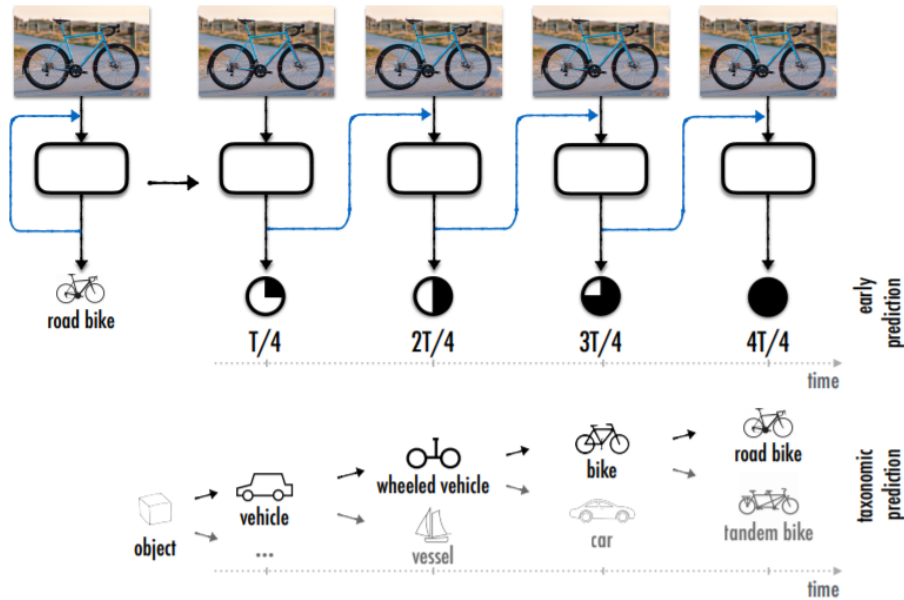 road bike
T/4
2T/4
3T/4
4T/4
early
prediction
time
object
vehicle
...
wheeled vehicle
vessel
bike
car
road bike
tandem bike
taxonomic
prediction
time